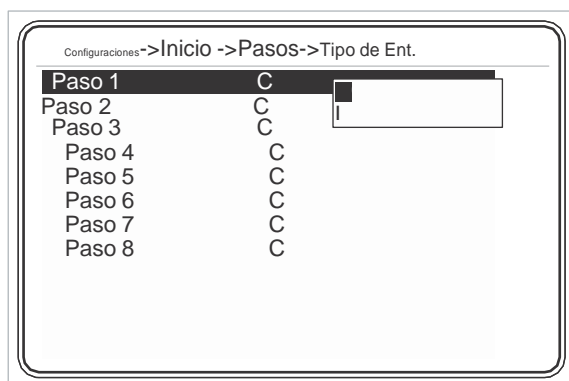 Configuraciones->Inicio ->Pasos->Tipo de Ent.
Paso 1 C
I
Paso 2 C
Paso 3 C
Paso 4 C
Paso 5 C
Paso 6 C
Paso 7 C
Paso 8 C